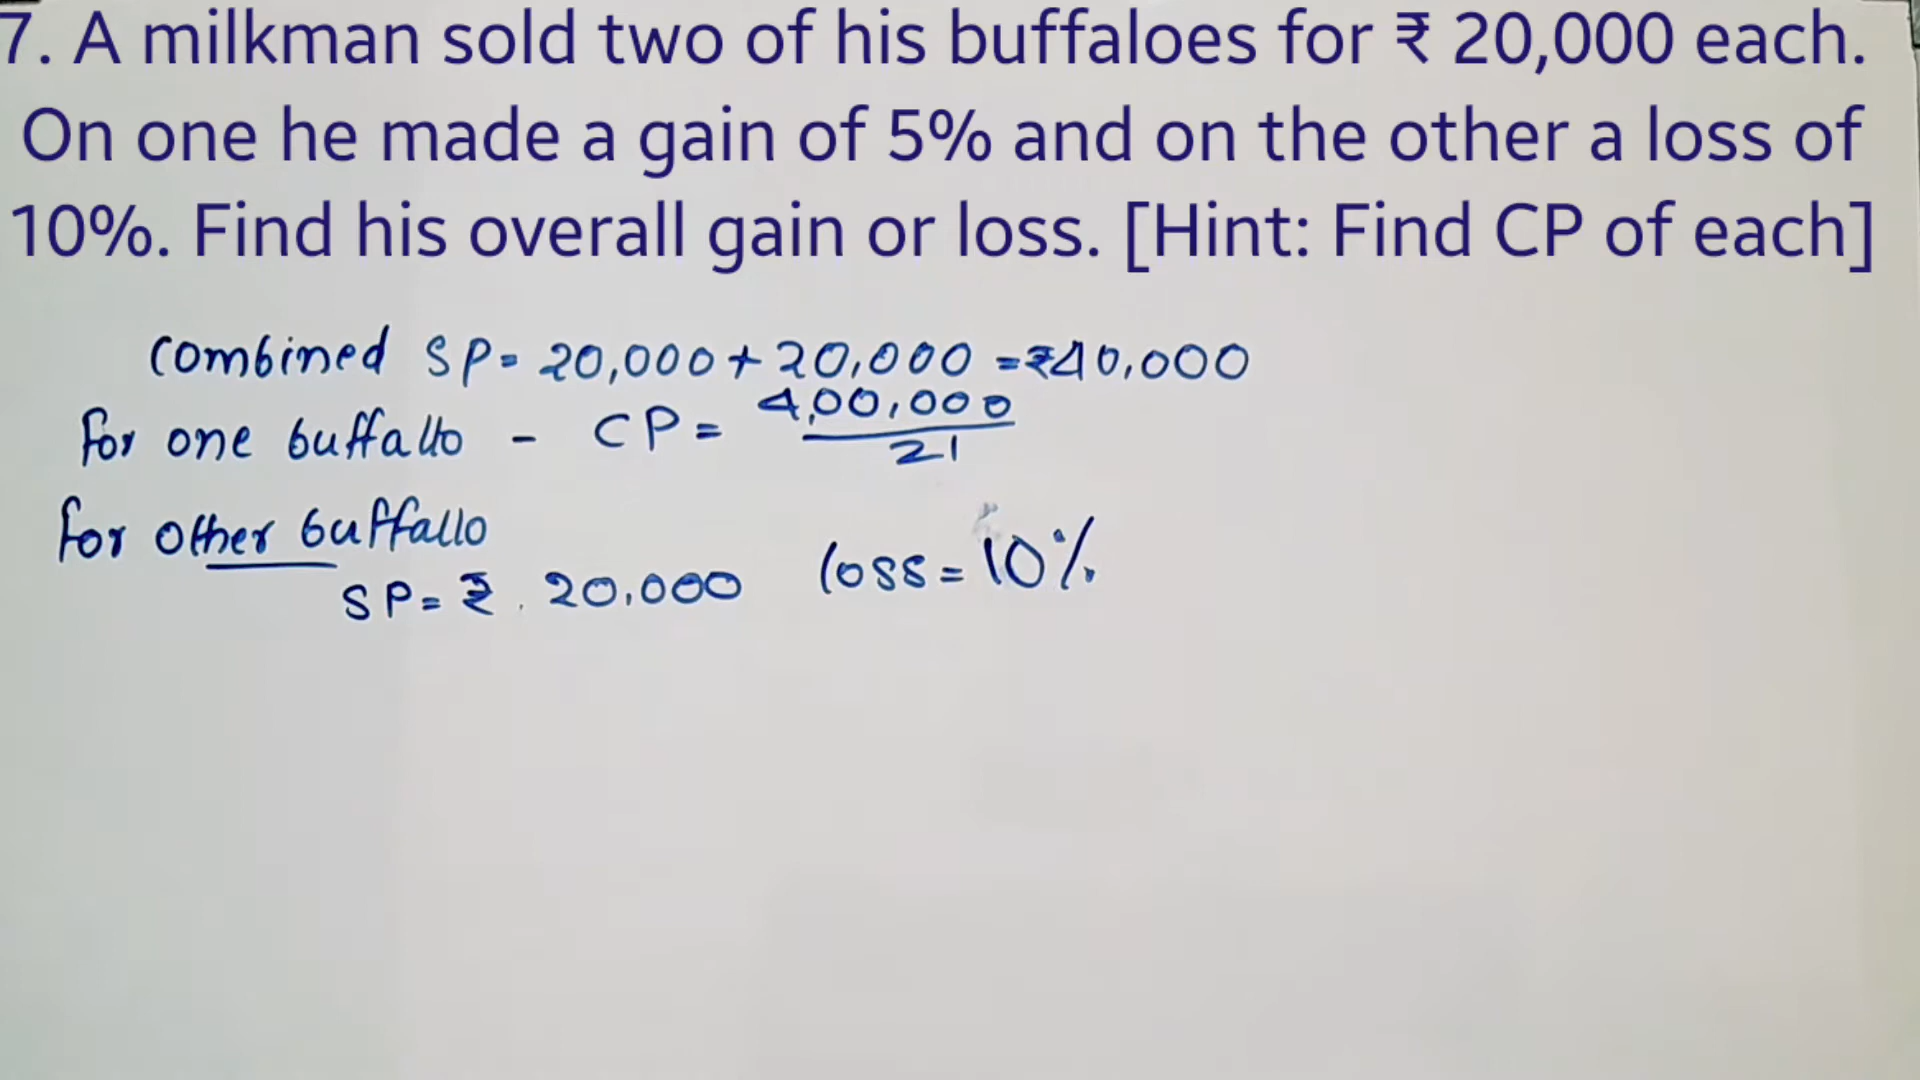 7. A milkman sold two of his buffaloes for ₹ 20,000 each.
On one he made a gain of 5% and on the other a loss of
10%. Find his overall gain or loss. [Hint: Find CP of each]
Combined SP = 20,000 + 20,000 = ₹40,000
For one buffallo - CP = 4,00,000
21
For other buffallo
SP = ₹. 20,000 loss = 10%